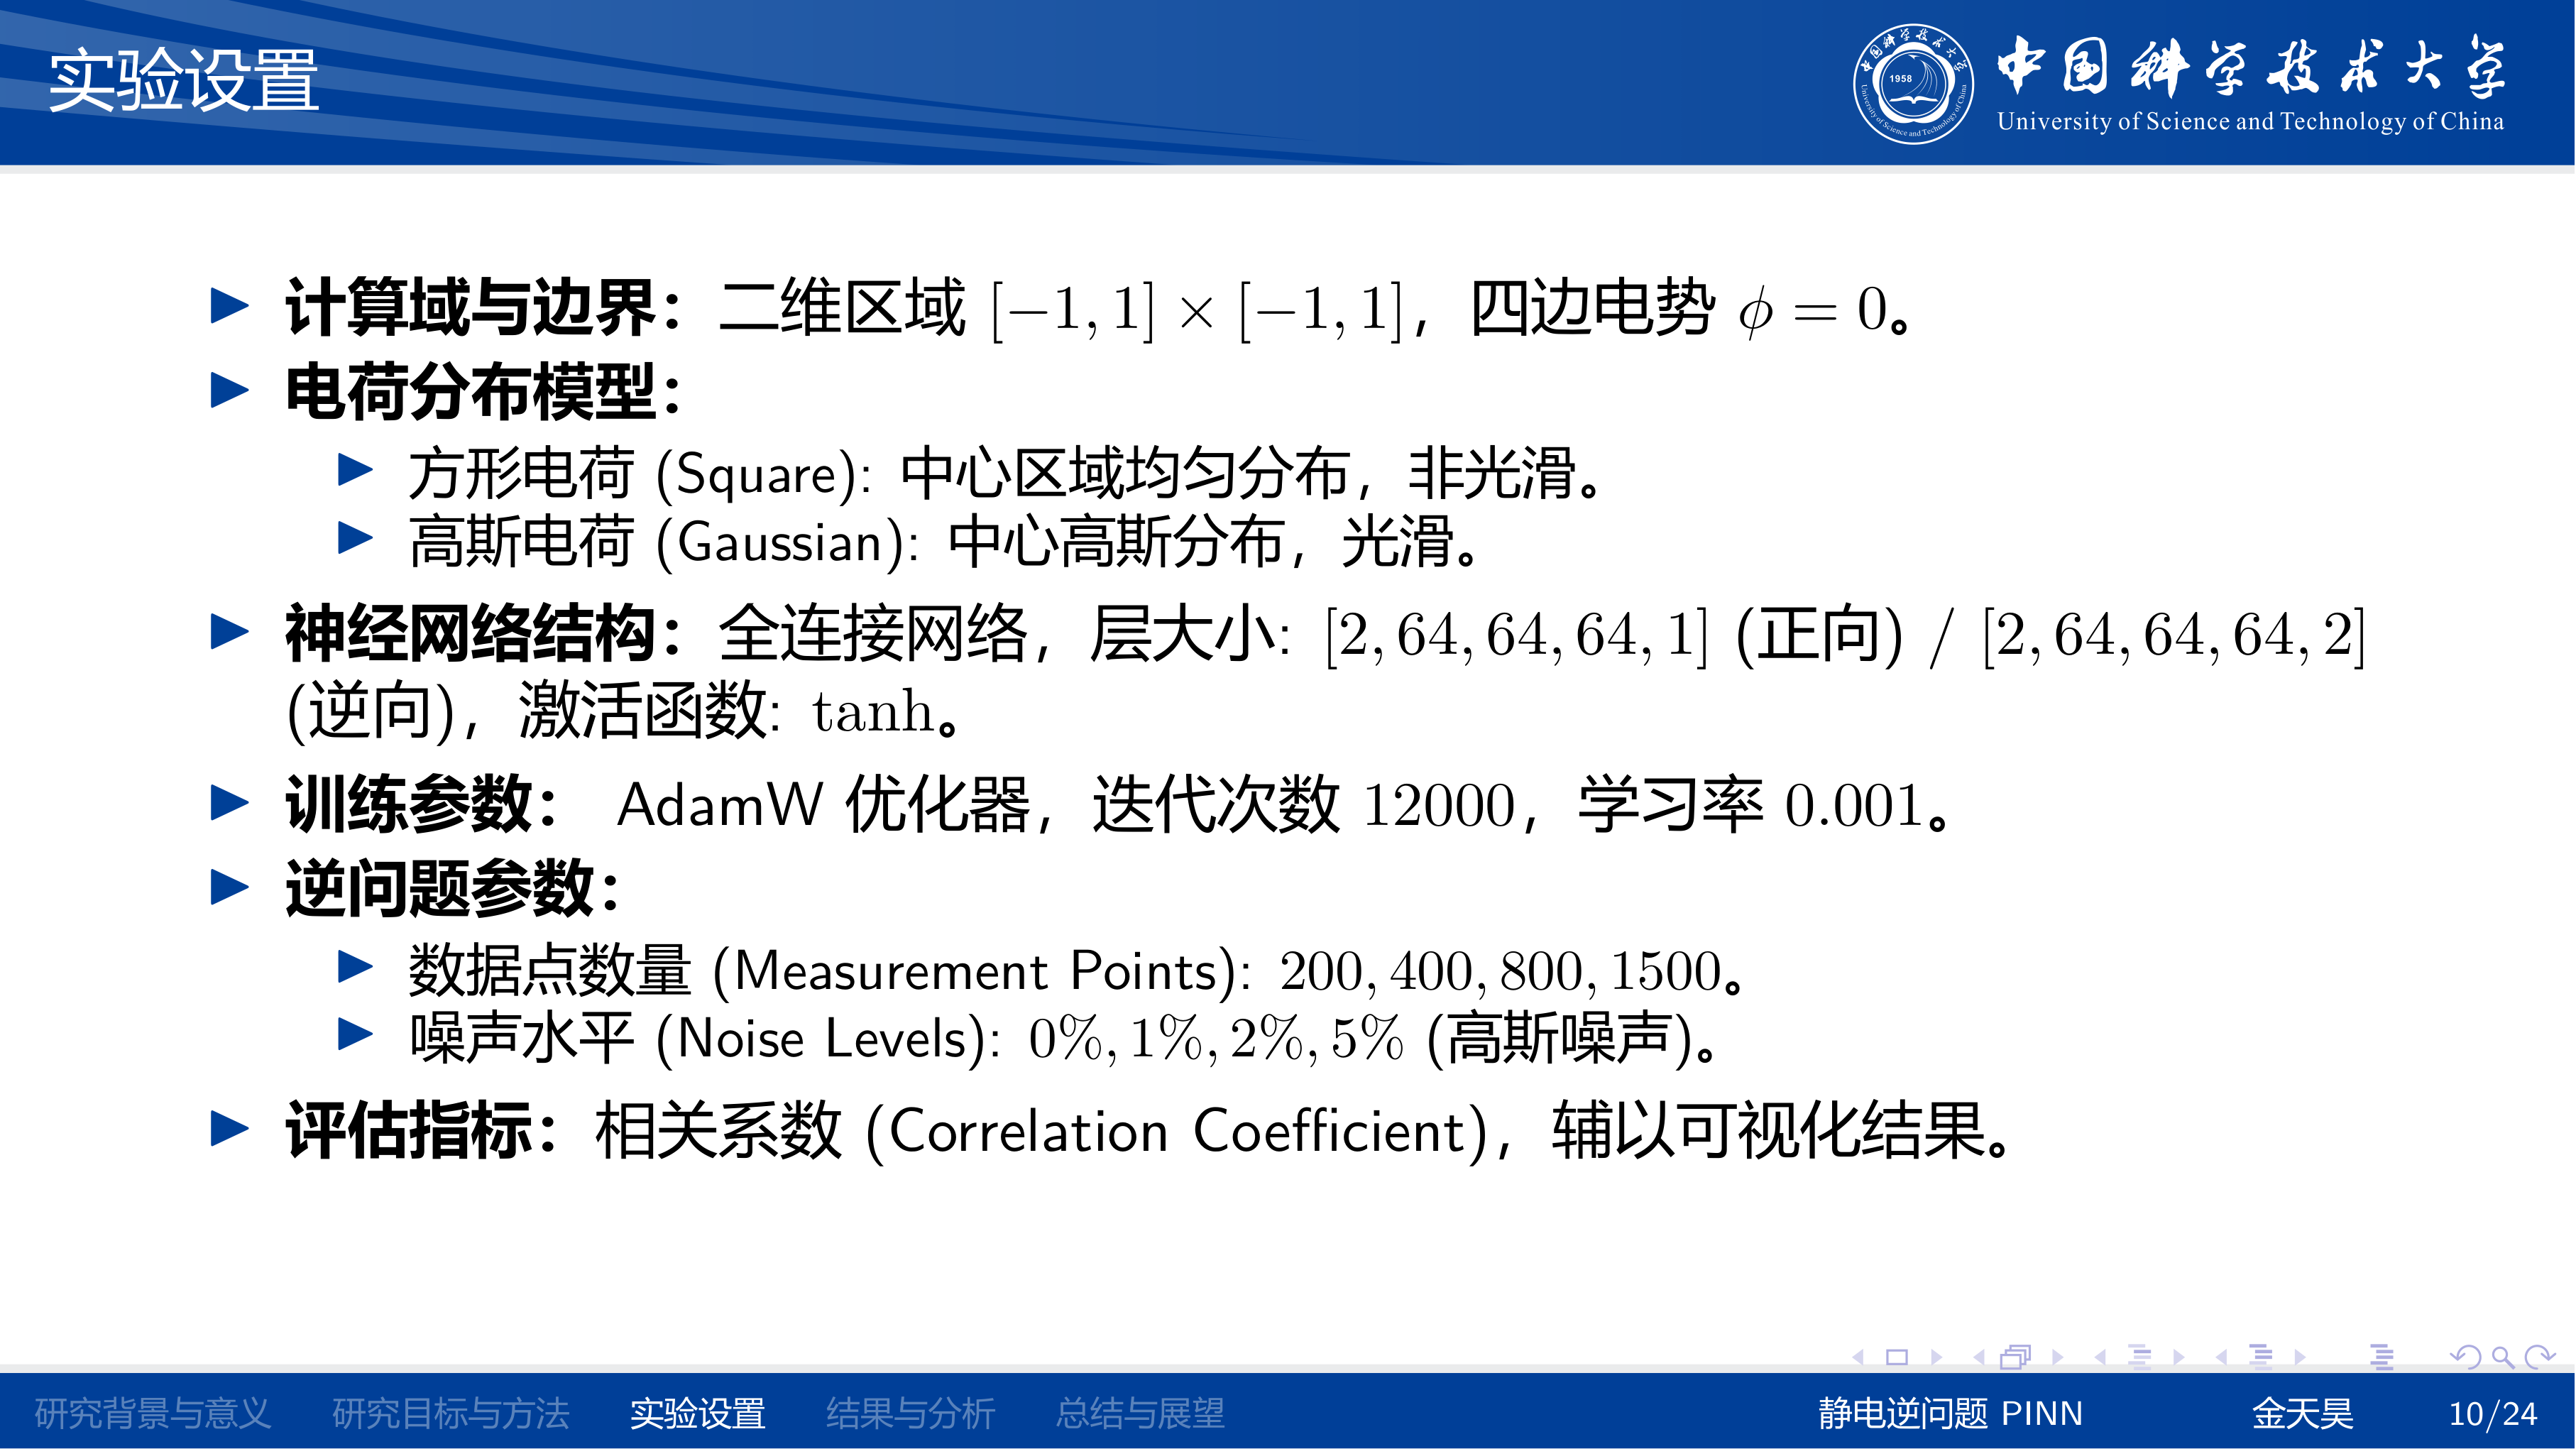 实验设置
中国科学技术大学
University of Science and Technology of China
1958
计算域与边界：二维区域 [−1, 1] × [−1, 1]，四边电势 ϕ = 0。
电荷分布模型：
方形电荷 (Square): 中心区域均匀分布，非光滑。
高斯电荷 (Gaussian): 中心高斯分布，光滑。
神经网络结构：全连接网络，层大小: [2, 64, 64, 64, 1] (正向) / [2, 64, 64, 64, 2]
(逆向)，激活函数: tanh。
训练参数： AdamW 优化器，迭代次数 12000，学习率 0.001。
逆问题参数：
数据点数量 (Measurement Points): 200, 400, 800, 1500。
噪声水平 (Noise Levels): 0%, 1%, 2%, 5% (高斯噪声)。
评估指标：相关系数 (Correlation Coefficient)，辅以可视化结果。
研究背景与意义 研究目标与方法 实验设置 结果与分析 总结与展望 静电逆问题 PINN 金天昊 10/24